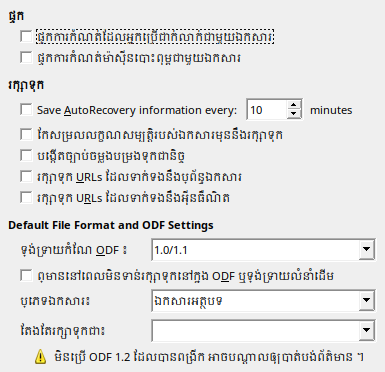 ផ្ទុក
ផ្ទុកការកំណត់ដែលអ្នកប្រើជាក់លាក់ជាមួយឯកសារ
ផ្ទុកការកំណត់ម៉ាស៊ីនបោះពុម្ពជាមួយឯកសារ
រក្សាទុក
Save AutoRecovery information every: 10 minutes
កែសម្រួលលក្ខណសម្បត្តិរបស់ឯកសារមុននឹងរក្សាទុក
បង្កើតច្បាប់ចម្លងបម្រុងទុកជានិច្ច
រក្សាទុក URLs ដែលទាក់ទងនឹងប្រព័ន្ធឯកសារ
រក្សាទុក URLs ដែលទាក់ទងនឹងអ៊ីនធឺណិត
Default File Format and ODF Settings
ទ្រង់ទ្រាយកំណែ ODF ៖ 1.0/1.1
ព្រមាននៅពេលមិនទាន់រក្សាទុកនៅក្នុង ODF ឬទ្រង់ទ្រាយលំនាំដើម
ប្រភេទឯកសារ៖ ឯកសារអត្ថបទ
តែងតែរក្សាទុកជា៖
មិនប្រើ ODF 1.2 ដែលបានពង្រីក អាចបណ្ដាលឲ្យបាត់បង់ព័ត៌មាន ។